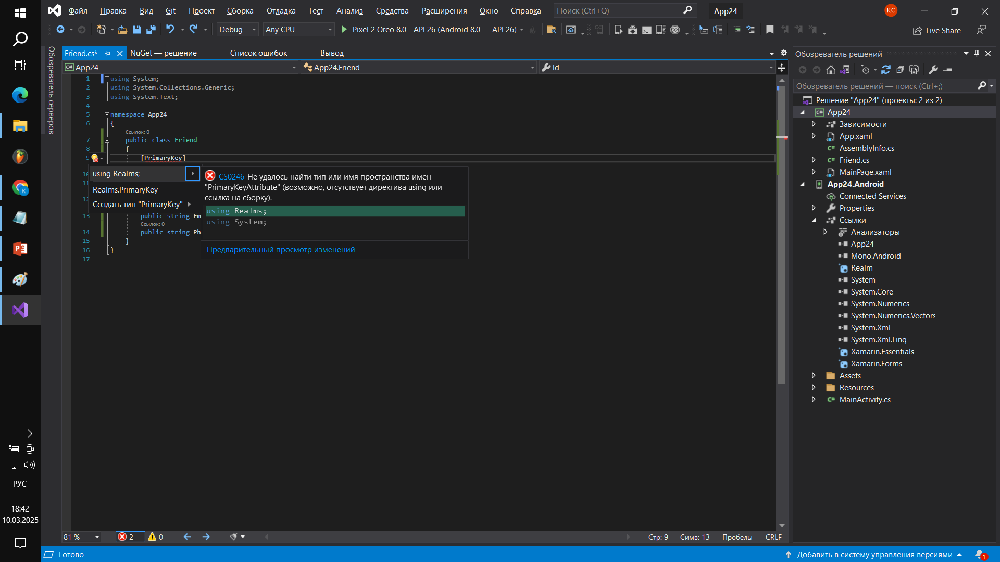 Файл Правка Вид Git Проект Сборка Отладка Тест Анализ Средства Расширения Окно Справка Поиск (Ctrl+Q) App24 КС
Debug Any CPU Pixel 2 Oreo 8.0 - API 26 (Android 8.0 — API 26) Live Share
Обозреватель серверов
Friend.cs* NuGet — решение Список ошибок Вывод
App24 App24.Friend Id
1 using System;
2 using System.Collections.Generic;
3 using System.Text;
4
5 namespace App24
6 {
Ссылок: 0
7 public class Friend
8 {
9 [PrimaryKey]
using Realms;
Realms.PrimaryKey
Создать тип "PrimaryKey"
CS0246 Не удалось найти тип или имя пространства имен
"PrimaryKeyAttribute" (возможно, отсутствует директива using или
ссылка на сборку).
using Realms;
using System;
Предварительный просмотр изменений
10
11
12
13 public string Em
Ссылок: 0
14 public string Ph
15 }
16 }
17
81 % 2 0 Стр: 9 Симв: 13 Пробелы CRLF
Обозреватель решений
Обозреватель решений — поиск (Ctrl+;)
Решение "App24" (проекты: 2 из 2)
C# App24
Зависимости
App.xaml
C# AssemblyInfo.cs
C# Friend.cs
MainPage.xaml
App24.Android
Connected Services
Properties
Ссылки
Анализаторы
App24
Mono.Android
Realm
System
System.Core
System.Numerics
System.Numerics.Vectors
System.Xml
System.Xml.Linq
Xamarin.Essentials
Xamarin.Forms
Assets
Resources
C# MainActivity.cs
РУС
18:42
10.03.2025
Готово Добавить в систему управления версиями 1